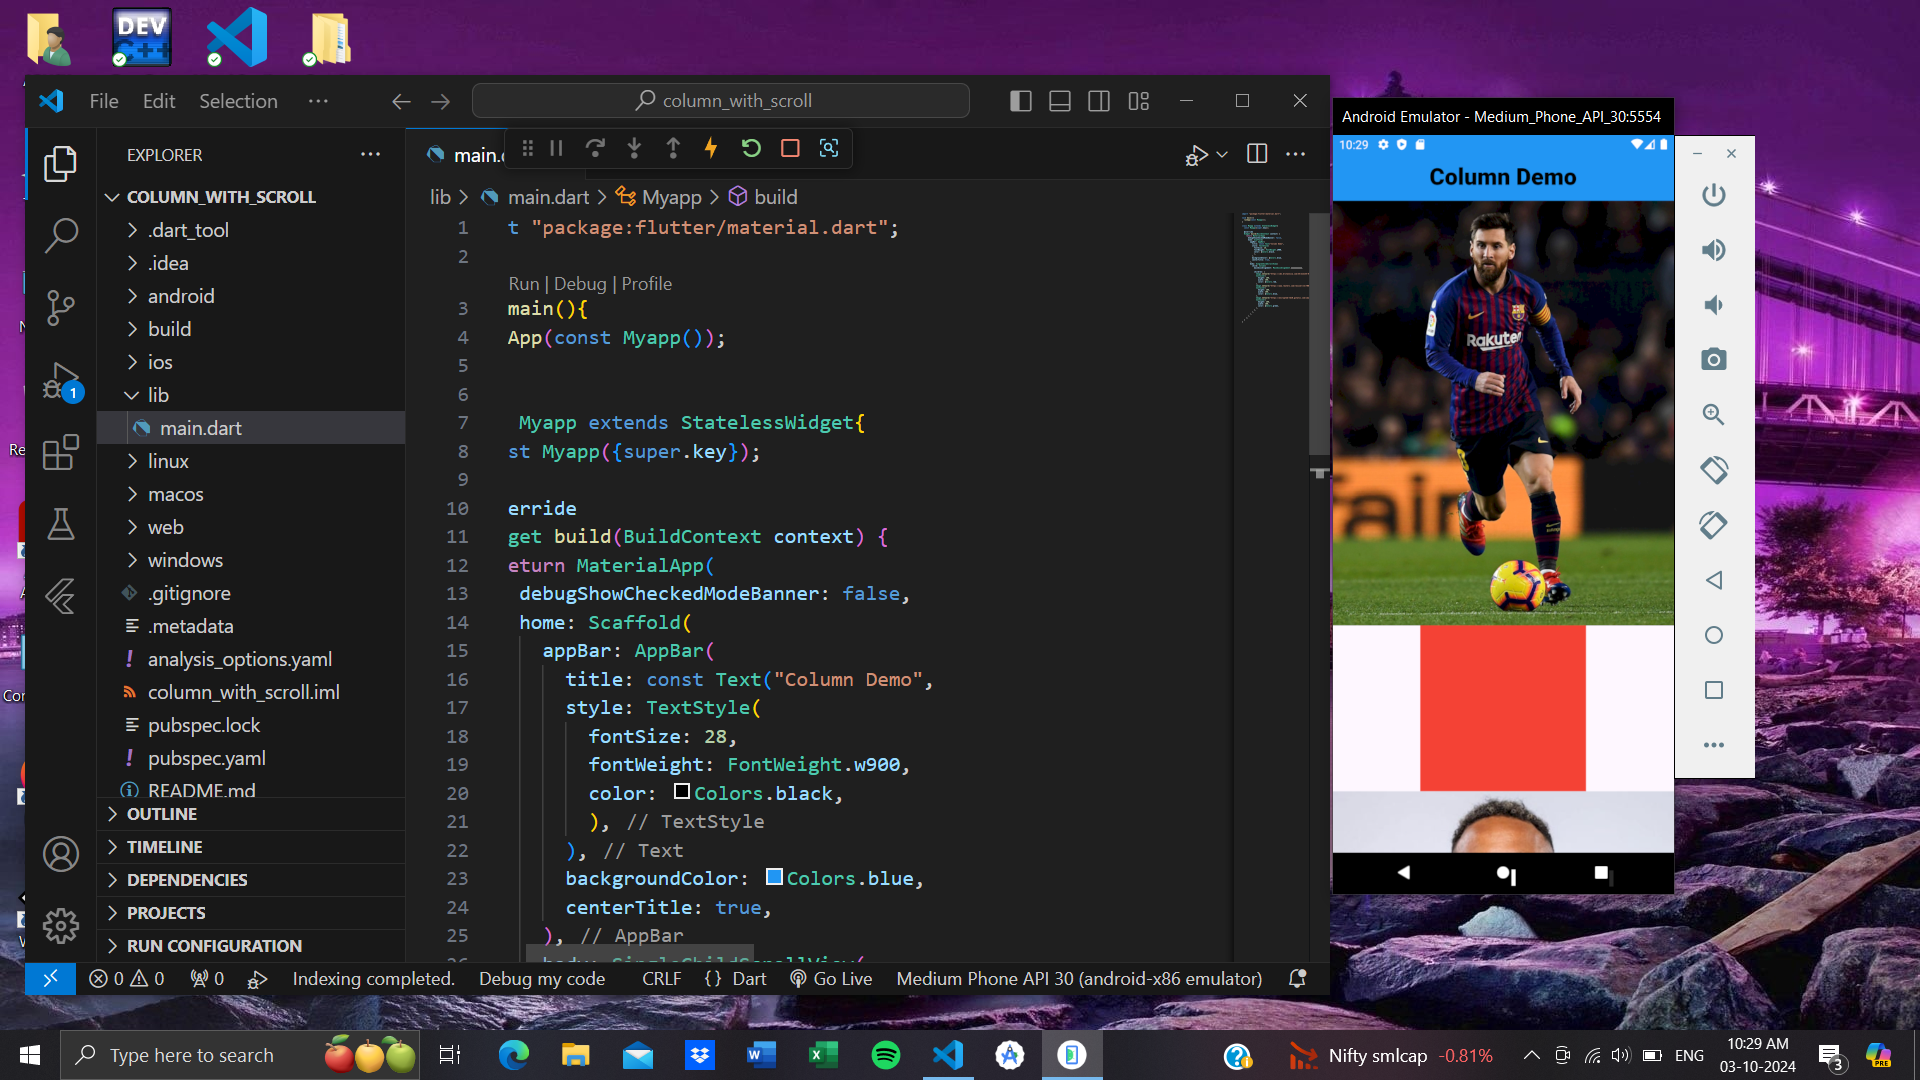 DEV
C++
File Edit Selection ...
column_with_scroll
EXPLORER
main.d
lib > main.dart > Myapp > build
COLUMN_WITH_SCROLL
.dart_tool
.idea
android
build
ios
lib
main.dart
linux
macos
web
windows
.gitignore
.metadata
analysis_options.yaml
column_with_scroll.iml
pubspec.lock
pubspec.yaml
README.md
OUTLINE
TIMELINE
DEPENDENCIES
PROJECTS
RUN CONFIGURATION
1
1 t "package:flutter/material.dart";
2
Run | Debug | Profile
3 main(){
4 App(const Myapp());
5
6
7 Myapp extends StatelessWidget{
8 st Myapp({super.key});
9
10 erride
11 get build(BuildContext context) {
12 eturn MaterialApp(
13 debugShowCheckedModeBanner: false,
14 home: Scaffold(
15 appBar: AppBar(
16 title: const Text("Column Demo",
17 style: TextStyle(
18 fontSize: 28,
19 fontWeight: FontWeight.w900,
20 color: Colors.black,
21 ), // TextStyle
22 ), // Text
23 backgroundColor: Colors.blue,
24 centerTitle: true,
25 ), // AppBar
26 body: SingleChildScrollView(
0 0 0 Indexing completed. Debug my code CRLF {} Dart Go Live Medium Phone API 30 (android-x86 emulator)
Android Emulator - Medium_Phone_API_30:5554
10:29
Column Demo
Rakuten
Re
Con
Type here to search
Nifty smlcap -0.81%
ENG
10:29 AM
03-10-2024
3
PRE